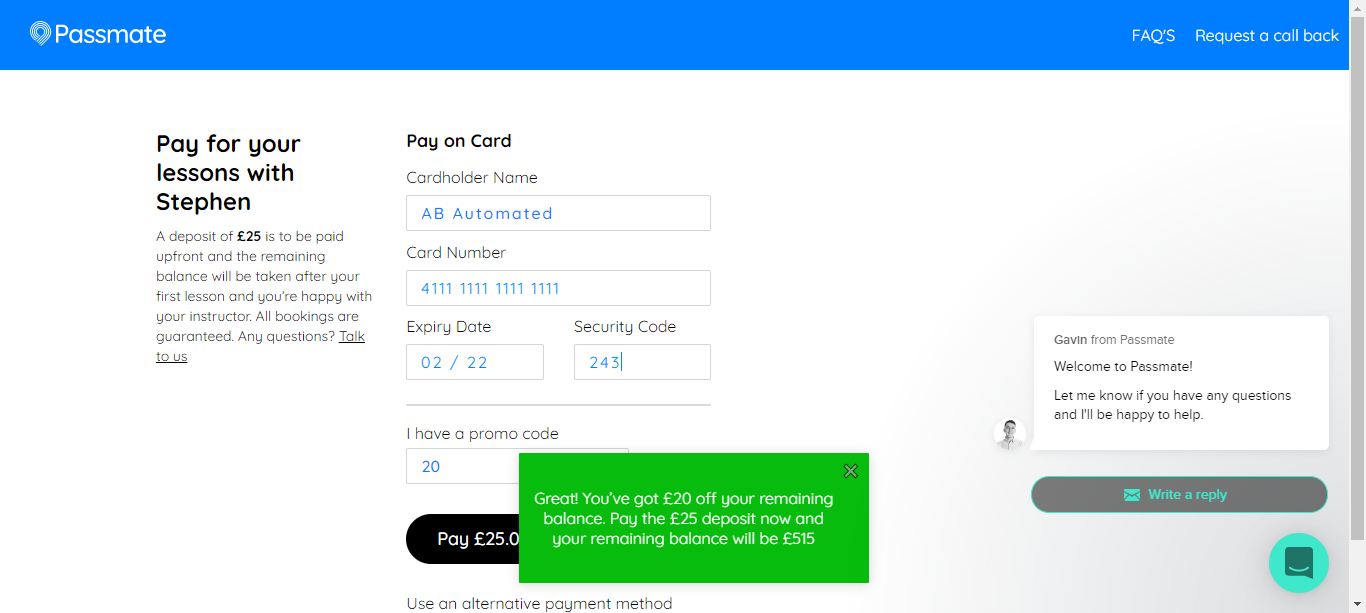 Passmate
FAQ'S
Request a call back
Pay for your
lessons with
Stephen
A deposit of £25 is to be paid
upfront and the remaining
balance will be taken after your
first lesson and you're happy with
your instructor. All bookings are
guaranteed. Any questions? Talk
to us
Pay on Card
Cardholder Name
AB Automated
Card Number
4111 1111 1111 1111
Expiry Date
Security Code
02 / 22
243
I have a promo code
20
Pay £25.0
Great! You've got £20 off your remaining
balance. Pay the £25 deposit now and
your remaining balance will be £515
Use an alternative payment method
Gavin from Passmate
Welcome to Passmate!
Let me know if you have any questions
and I'll be happy to help.
Write a reply